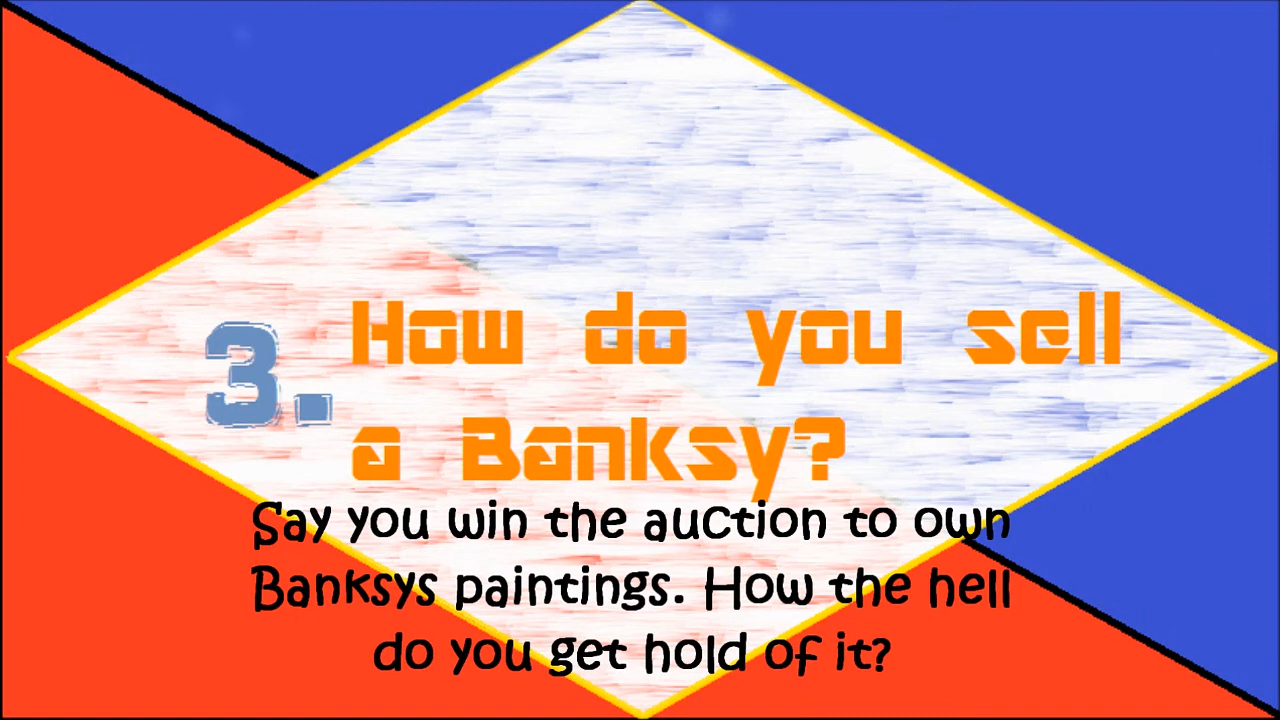 3. How do you sell
a Banksy?
Say you win the auction to own
Banksys paintings. How the hell
do you get hold of it?